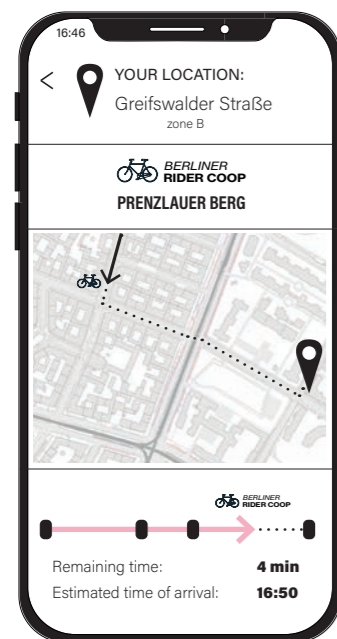 16:46
YOUR LOCATION:
Greifswalder Straße
zone B
BERLINER
RIDER COOP
PRENZLAUER BERG
BERLINER
RIDER COOP
Remaining time: 4 min
Estimated time of arrival: 16:50